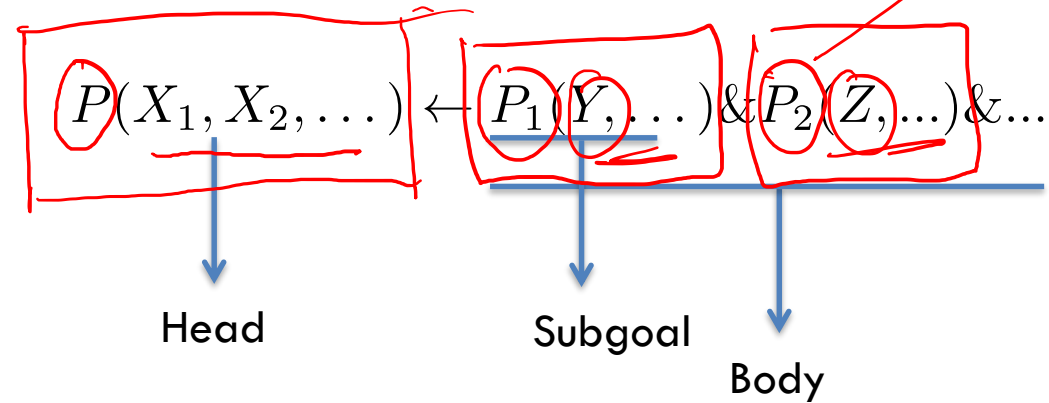 P(X₁, X₂, . . . ) ← P₁(Y, . . . )&P₂(Z, ...)&...
Head
Subgoal
Body